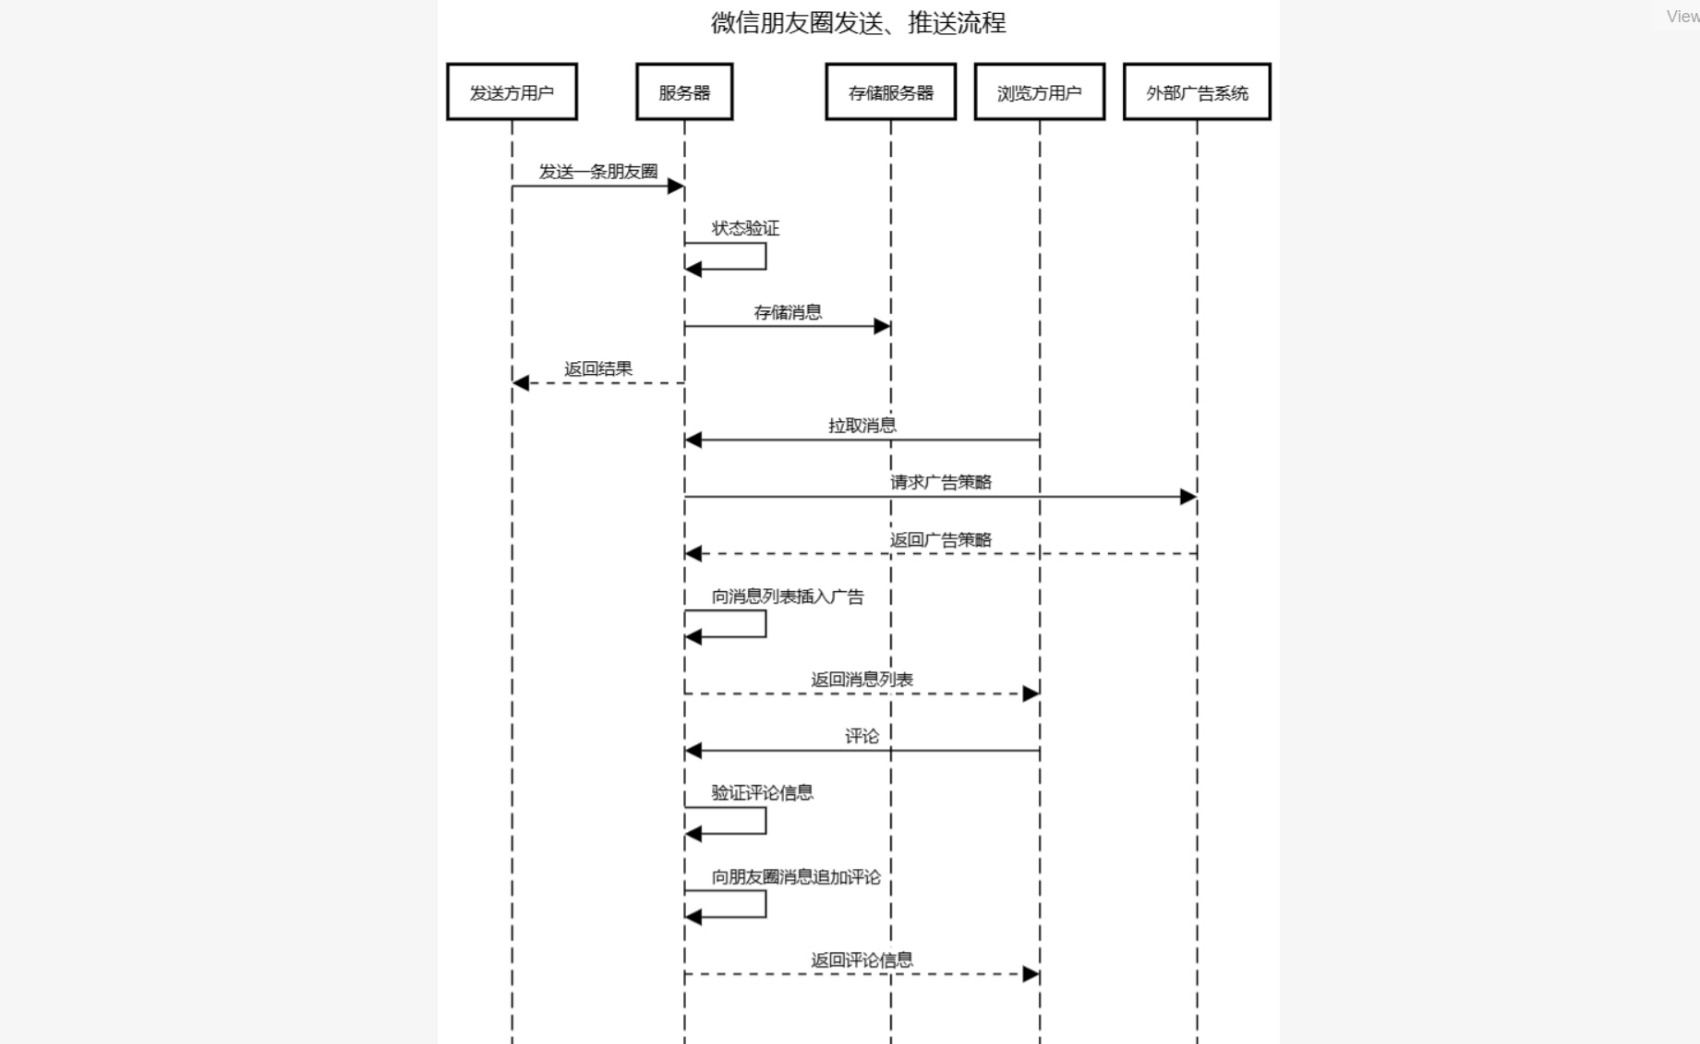 微信朋友圈发送、推送流程
View
发送方用户
服务器
存储服务器
浏览方用户
外部广告系统
发送一条朋友圈
状态验证
存储消息
返回结果
拉取消息
请求广告策略
返回广告策略
向消息列表插入广告
返回消息列表
评论
验证评论信息
向朋友圈消息追加评论
返回评论信息